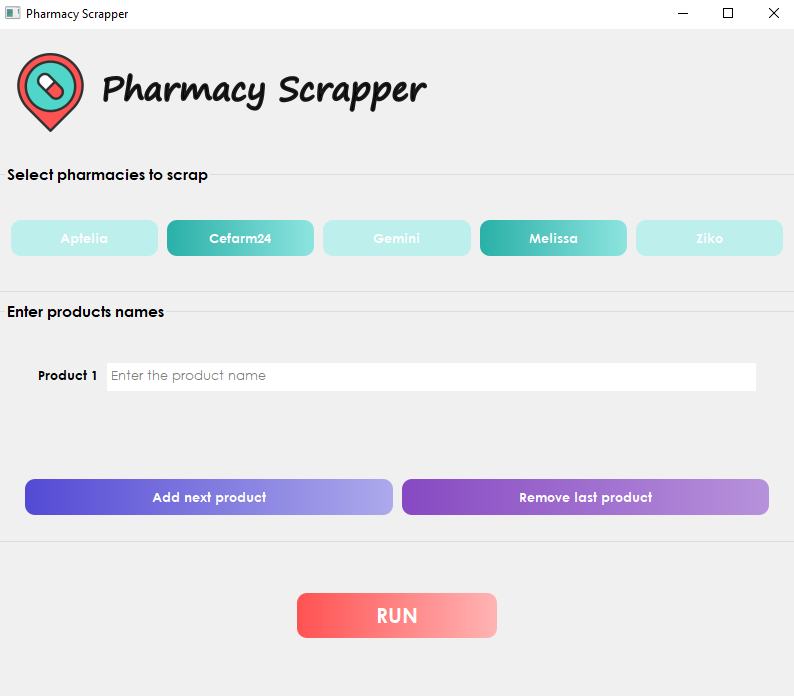 Pharmacy Scrapper
Pharmacy Scrapper
Select pharmacies to scrap
Aptelia Cefarm24 Gemini Melissa Ziko
Enter products names
Product 1 Enter the product name
Add next product Remove last product
RUN